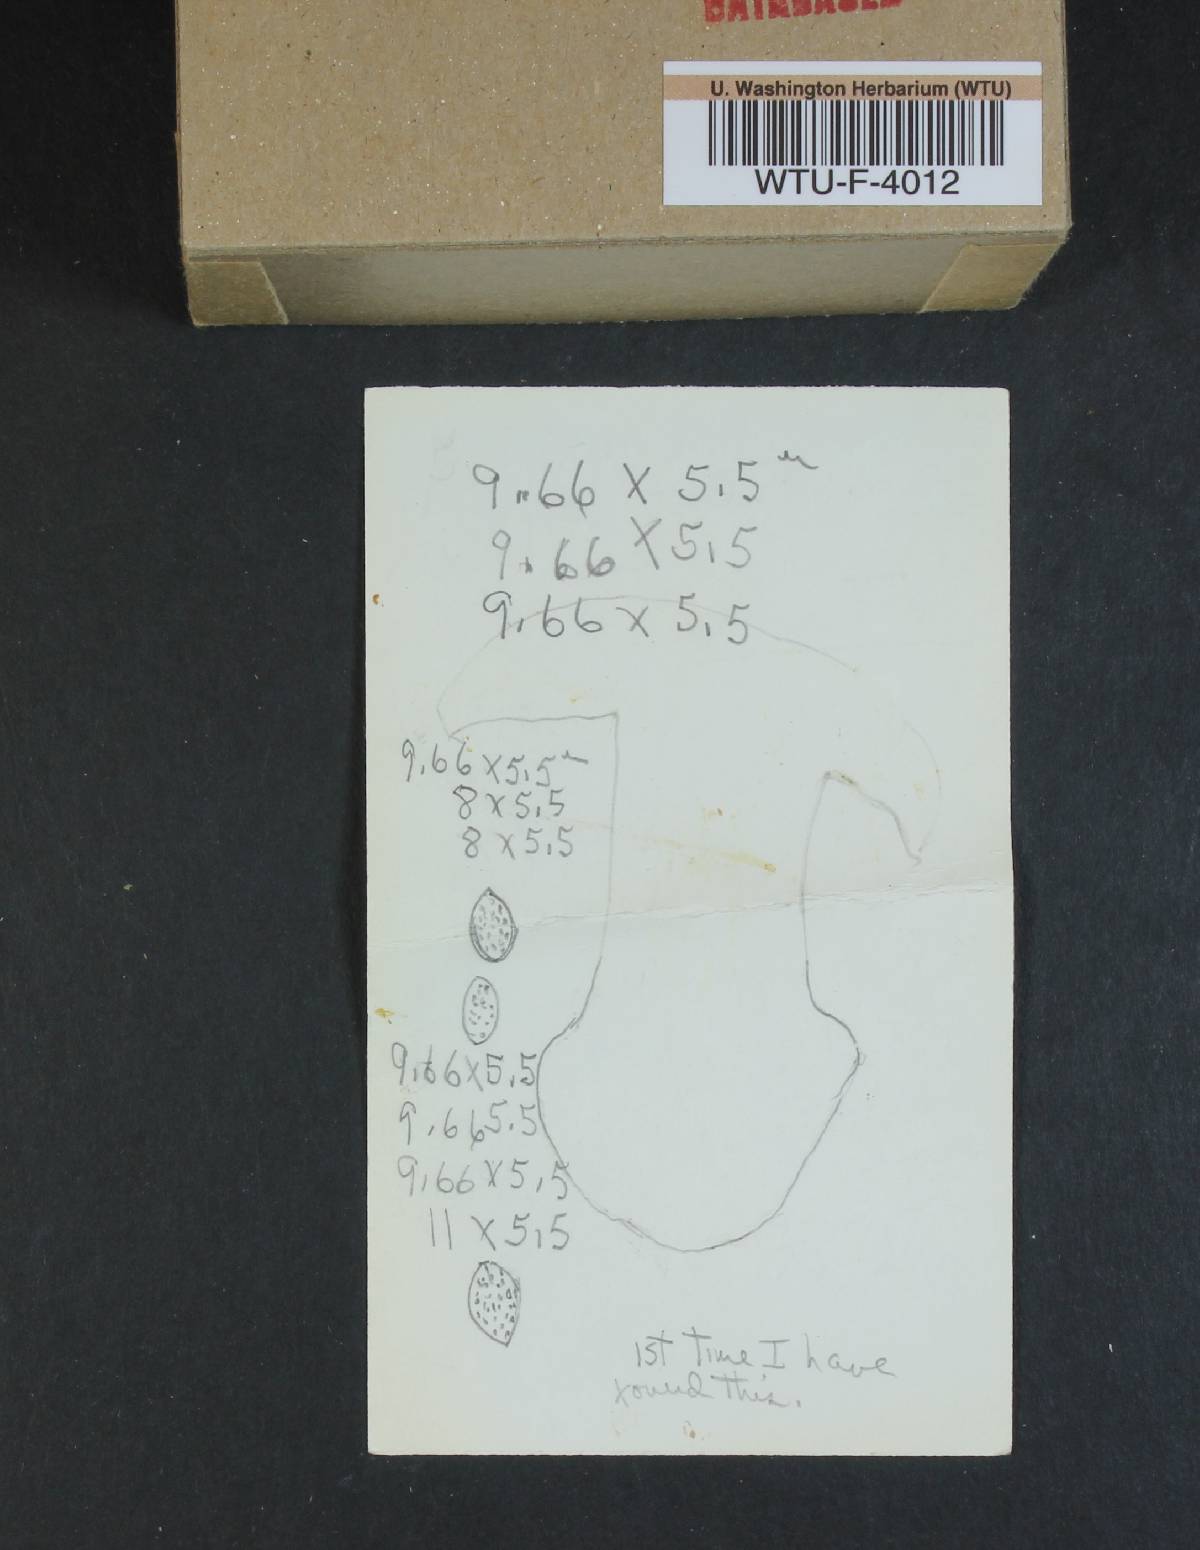 DATABASED
U. Washington Herbarium (WTU)
WTU-F-4012
9.66 x 5.5 u
9.66 x 5.5
9.66 x 5.5
9.66 x 5.5 u
8 x 5.5
8 x 5.5
9.66 x 5.5
9.66 5.5
9.66 x 5.5
11 x 5.5
1st Time I have
found This.